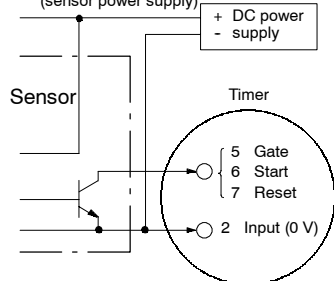 (sensor power supply)
+ DC power
- supply
Sensor
Timer
5 Gate
6 Start
7 Reset
2 Input (0 V)